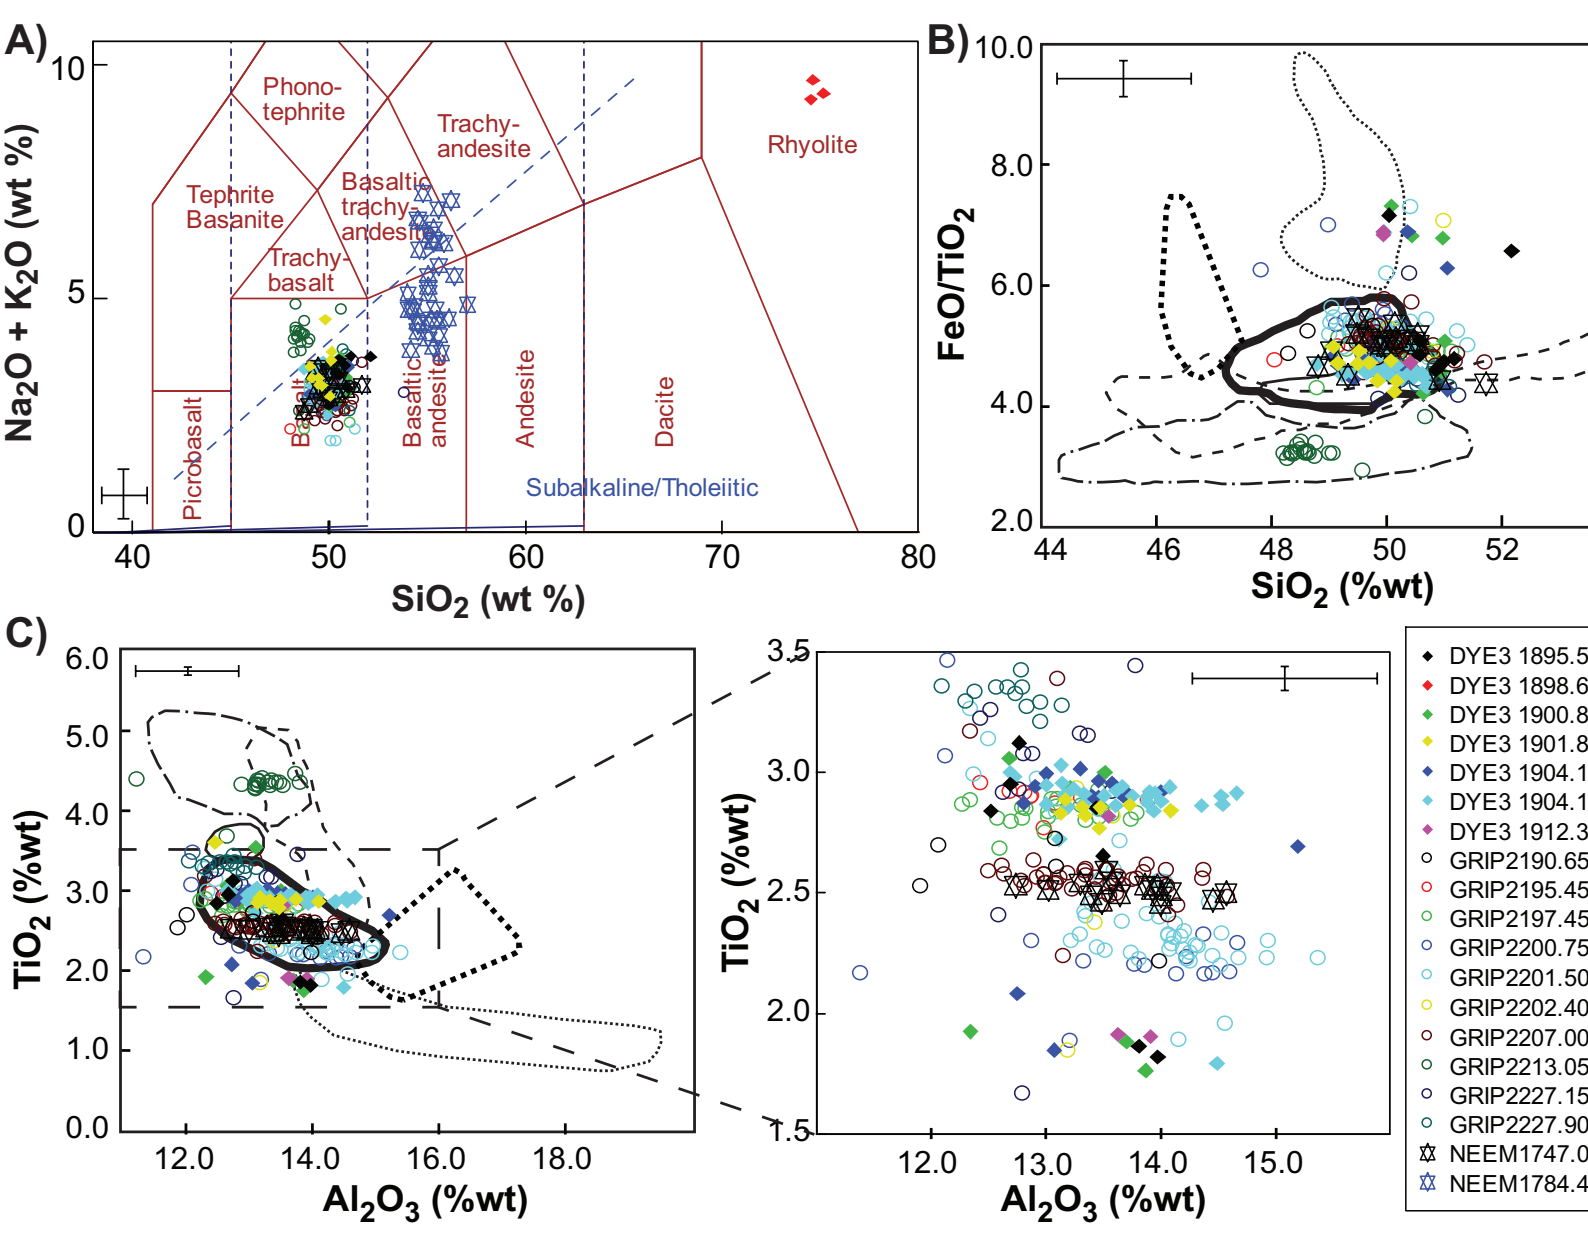 A)
10
5
0
Na2O + K2O (wt %)
Phono-
tephrite
Trachy-
andesite
Rhyolite
Tephrite
Basanite
Basaltic
trachy-
andesite
Trachy-
basalt
Picrobasalt
Basaltic
andesite
Andesite
Dacite
Subalkaline/Tholeiitic
40
50
60
70
80
SiO2 (wt %)
B)
10.0
8.0
6.0
4.0
2.0
FeO/TiO2
44
46
48
50
52
SiO2 (%wt)
C)
6.0
5.0
4.0
3.0
2.0
1.0
0.0
TiO2 (%wt)
12.0
14.0
16.0
18.0
Al2O3 (%wt)
3.5
3.0
2.5
2.0
1.5
TiO2 (%wt)
12.0
13.0
14.0
15.0
Al2O3 (%wt)
DYE3 1895.5
DYE3 1898.6
DYE3 1900.8
DYE3 1901.8
DYE3 1904.1
DYE3 1904.1
DYE3 1912.3
GRIP2190.65
GRIP2195.45
GRIP2197.45
GRIP2200.75
GRIP2201.50
GRIP2202.40
GRIP2207.00
GRIP2213.05
GRIP2227.15
GRIP2227.90
NEEM1747.0
NEEM1784.4